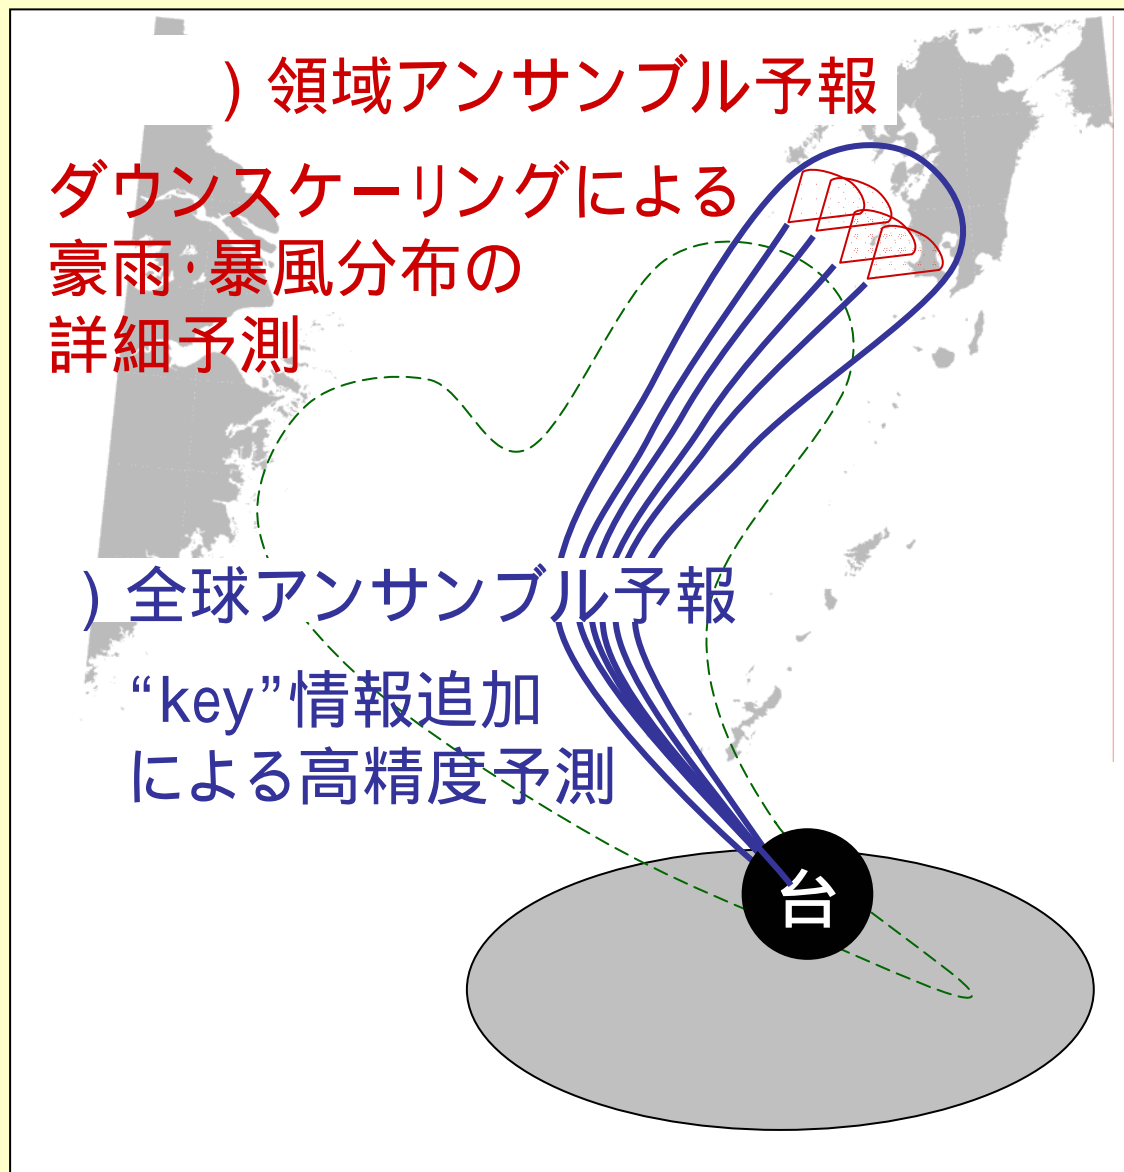 ）領域アンサンブル予報
ダウンスケーリングによる
豪雨･暴風分布の
詳細予測
）全球アンサンブル予報
“key”情報追加
による高精度予測
台